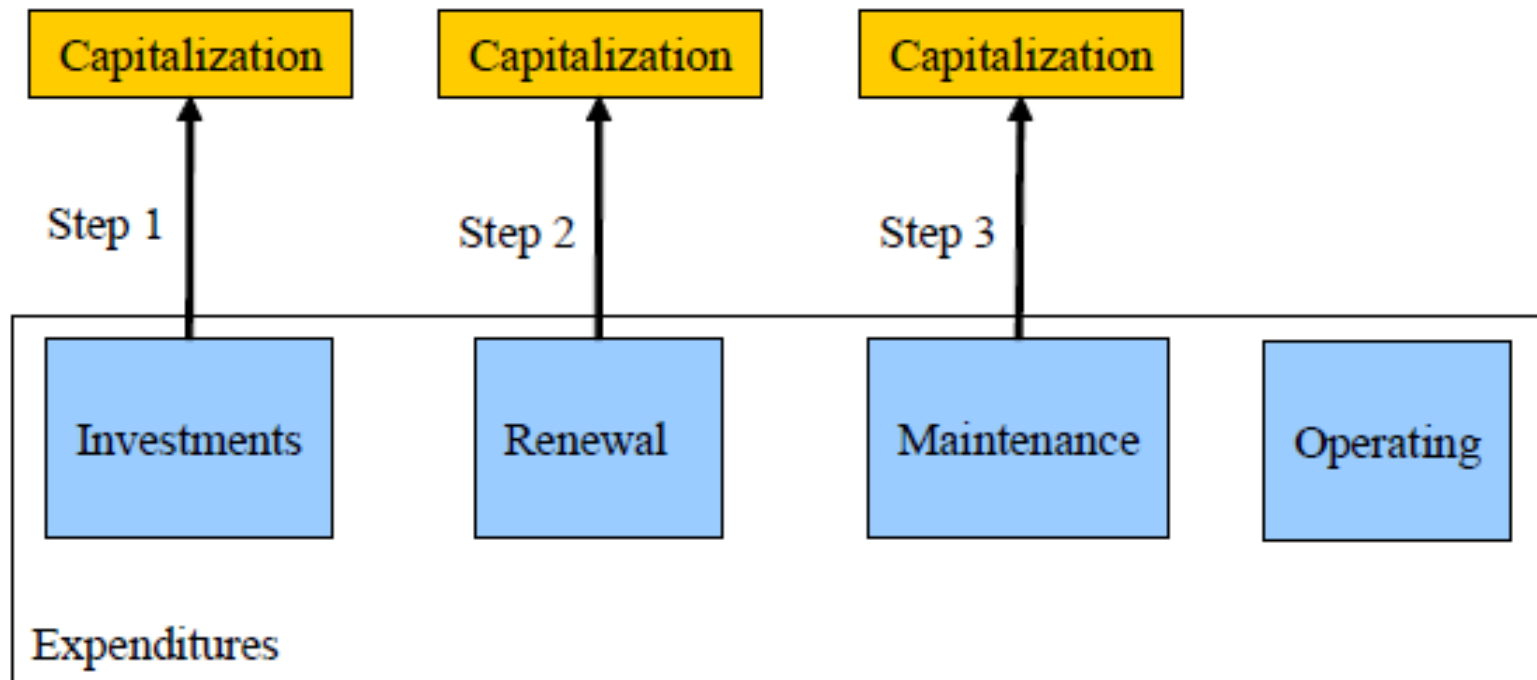 Capitalization
Capitalization
Capitalization
Step 1
Step 2
Step 3
Investments
Renewal
Maintenance
Operating
Expenditures